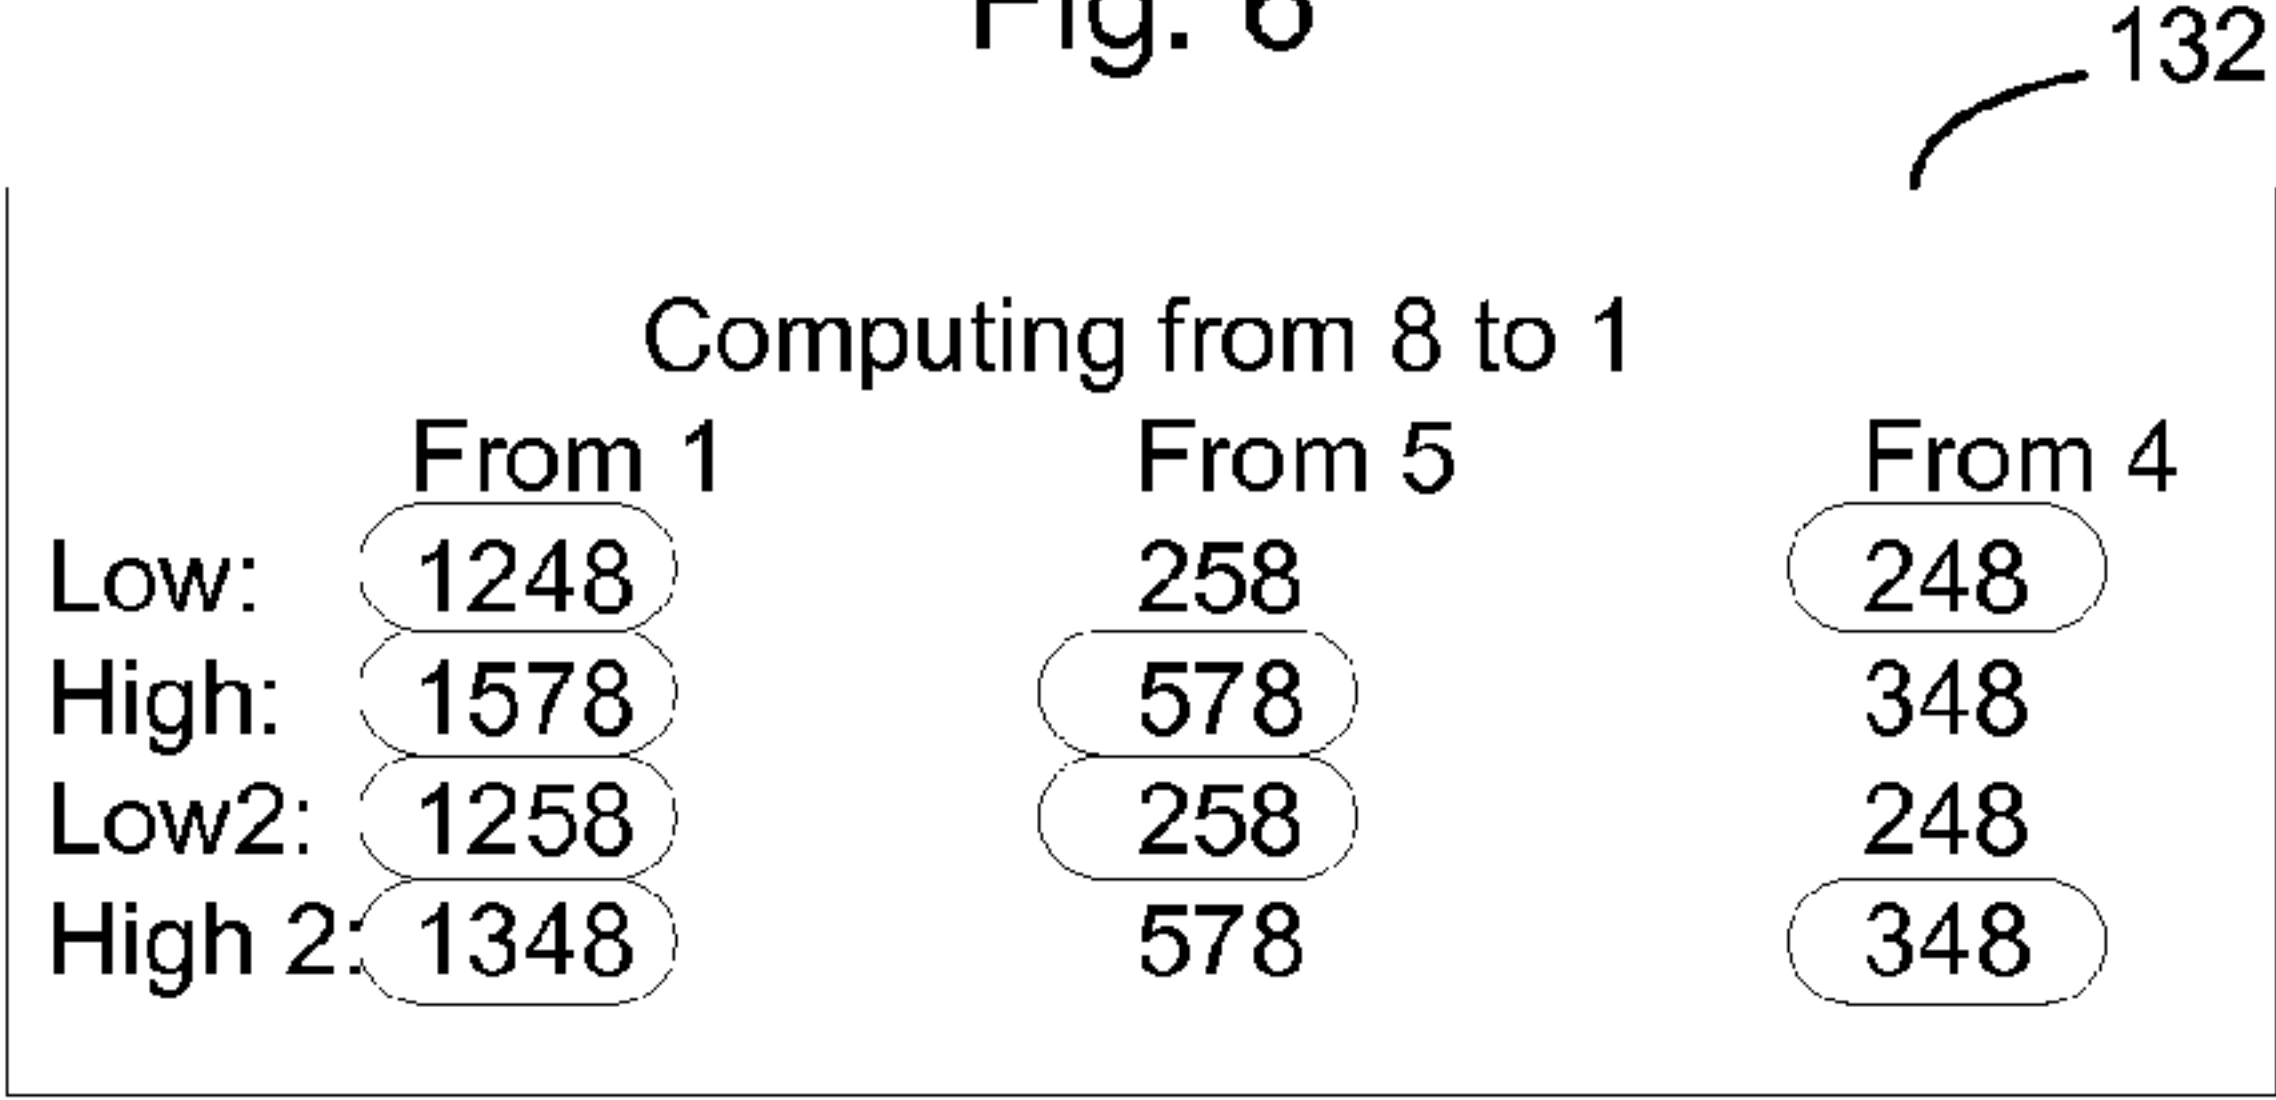 Fig. 6
132
Computing from 8 to 1
From 1 From 5 From 4
Low: 1248 258 248
High: 1578 578 348
Low2: 1258 258 248
High 2: 1348 578 348